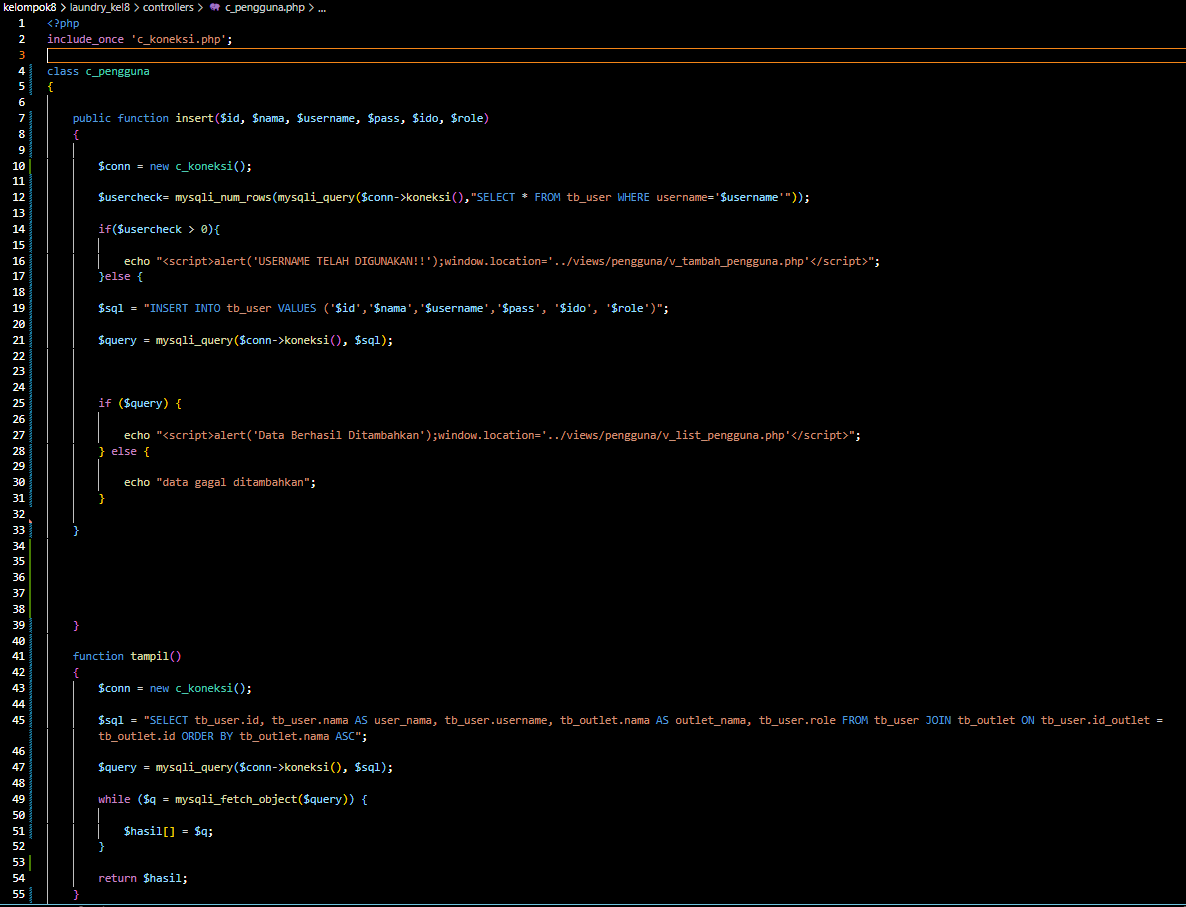 kelompok8 > laundry_kel8 > controllers > c_pengguna.php > ...
1 <?php
2 include_once 'c_koneksi.php';
3
4 class c_pengguna
5 {
6
7 public function insert($id, $nama, $username, $pass, $ido, $role)
8 {
9
10 $conn = new c_koneksi();
11
12 $usercheck= mysqli_num_rows(mysqli_query($conn->koneksi(),"SELECT * FROM tb_user WHERE username='$username'"));
13
14 if($usercheck > 0){
15
16 echo "<script>alert('USERNAME TELAH DIGUNAKAN!!');window.location='../views/pengguna/v_tambah_pengguna.php'</script>";
17 }else {
18
19 $sql = "INSERT INTO tb_user VALUES ('$id','$nama','$username','$pass', '$ido', '$role')";
20
21 $query = mysqli_query($conn->koneksi(), $sql);
22
23
24
25 if ($query) {
26
27 echo "<script>alert('Data Berhasil Ditambahkan');window.location='../views/pengguna/v_list_pengguna.php'</script>";
28 } else {
29
30 echo "data gagal ditambahkan";
31 }
32
33 }
34
35
36
37
38
39 }
40
41 function tampil()
42 {
43 $conn = new c_koneksi();
44
45 $sql = "SELECT tb_user.id, tb_user.nama AS user_nama, tb_user.username, tb_outlet.nama AS outlet_nama, tb_user.role FROM tb_user JOIN tb_outlet ON tb_user.id_outlet =
tb_outlet.id ORDER BY tb_outlet.nama ASC";
46
47 $query = mysqli_query($conn->koneksi(), $sql);
48
49 while ($q = mysqli_fetch_object($query)) {
50
51 $hasil[] = $q;
52 }
53
54 return $hasil;
55 }